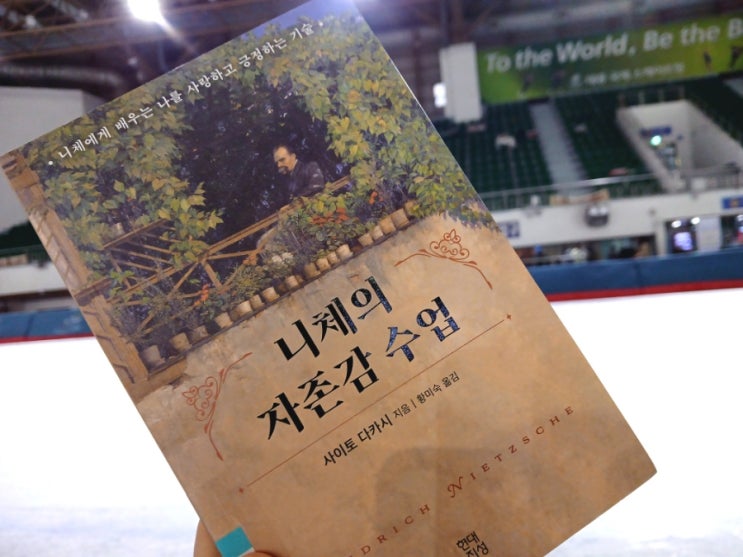 • 니체에게 배우는 나를 사랑하고 긍정하는 기술 •
니체의
자존감 수업
사이토 다카시 지음 | 황미숙 옮김
DRICH NIETZSCHE
현대
지성
To the World, Be the B